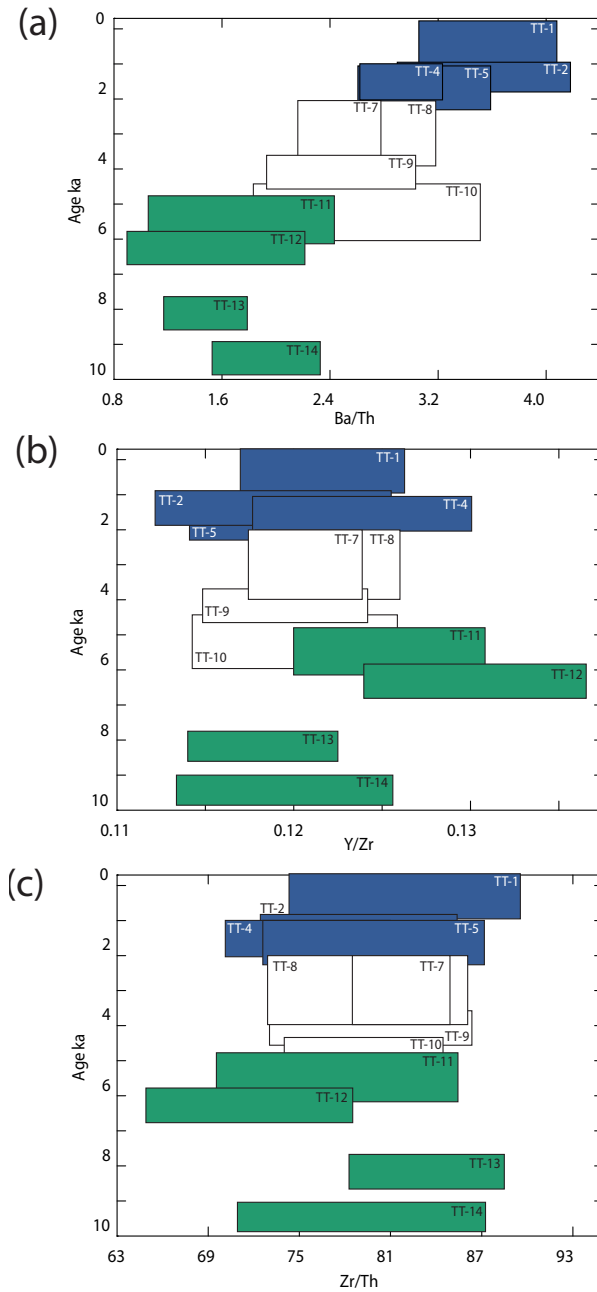 (a)
0
TT-1
TT-4 TT-5 TT-2
2
TT-7 TT-8
4
TT-9
TT-10
TT-11
6
TT-12
8
TT-13
TT-14
10
Age ka
0.8 1.6 2.4 3.2 4.0
Ba/Th
(b)
0
TT-1
TT-2 TT-4
2
TT-5 TT-7 TT-8
4
TT-9
TT-11
TT-10
6
TT-12
8
TT-13
TT-14
10
Age ka
0.11 0.12 0.13
Y/Zr
(c)
0
TT-1
TT-2
TT-4 TT-5
2
TT-8 TT-7
4
TT-9
TT-10
TT-11
6
TT-12
8
TT-13
TT-14
10
Age ka
63 69 75 81 87 93
Zr/Th